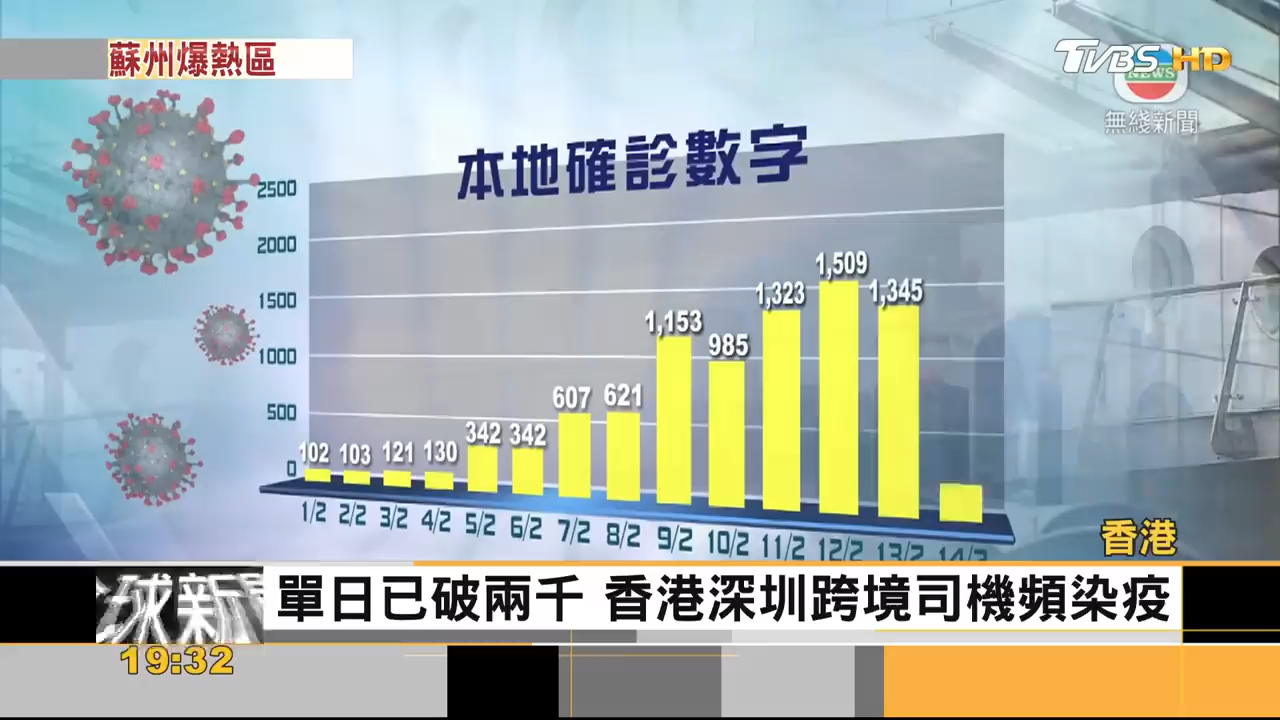 蘇州爆熱區
TVBS HD
NEWS
無綫新聞
本地確診數字
2500
2000
1500
1000
500
0
102 103 121 130 342 342 607 621 1,153 985 1,323 1,509 1,345
1/2 2/2 3/2 4/2 5/2 6/2 7/2 8/2 9/2 10/2 11/2 12/2 13/2 14/2
香港
球新
單日已破兩千 香港深圳跨境司機頻染疫
19:32